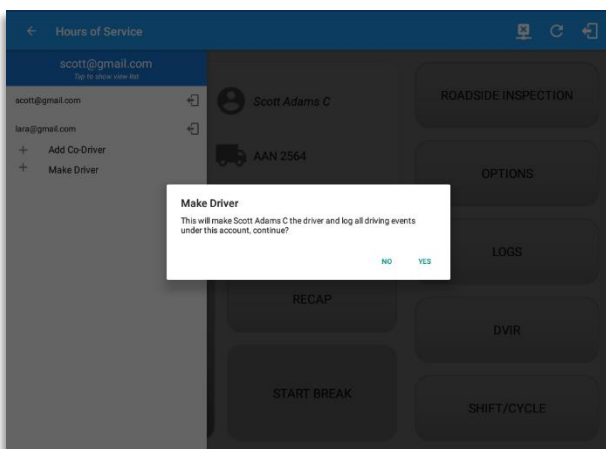 Hours of Service
scott@gmail.com
Tap to show view list
scott@gmail.com
lara@gmail.com
+ Add Co-Driver
+ Make Driver
Scott Adams C
AAN 2564
ROADSIDE INSPECTION
OPTIONS
Make Driver
This will make Scott Adams C the driver and log all driving events
under this account, continue?
NO YES
LOGS
RECAP
DVIR
START BREAK
SHIFT/CYCLE